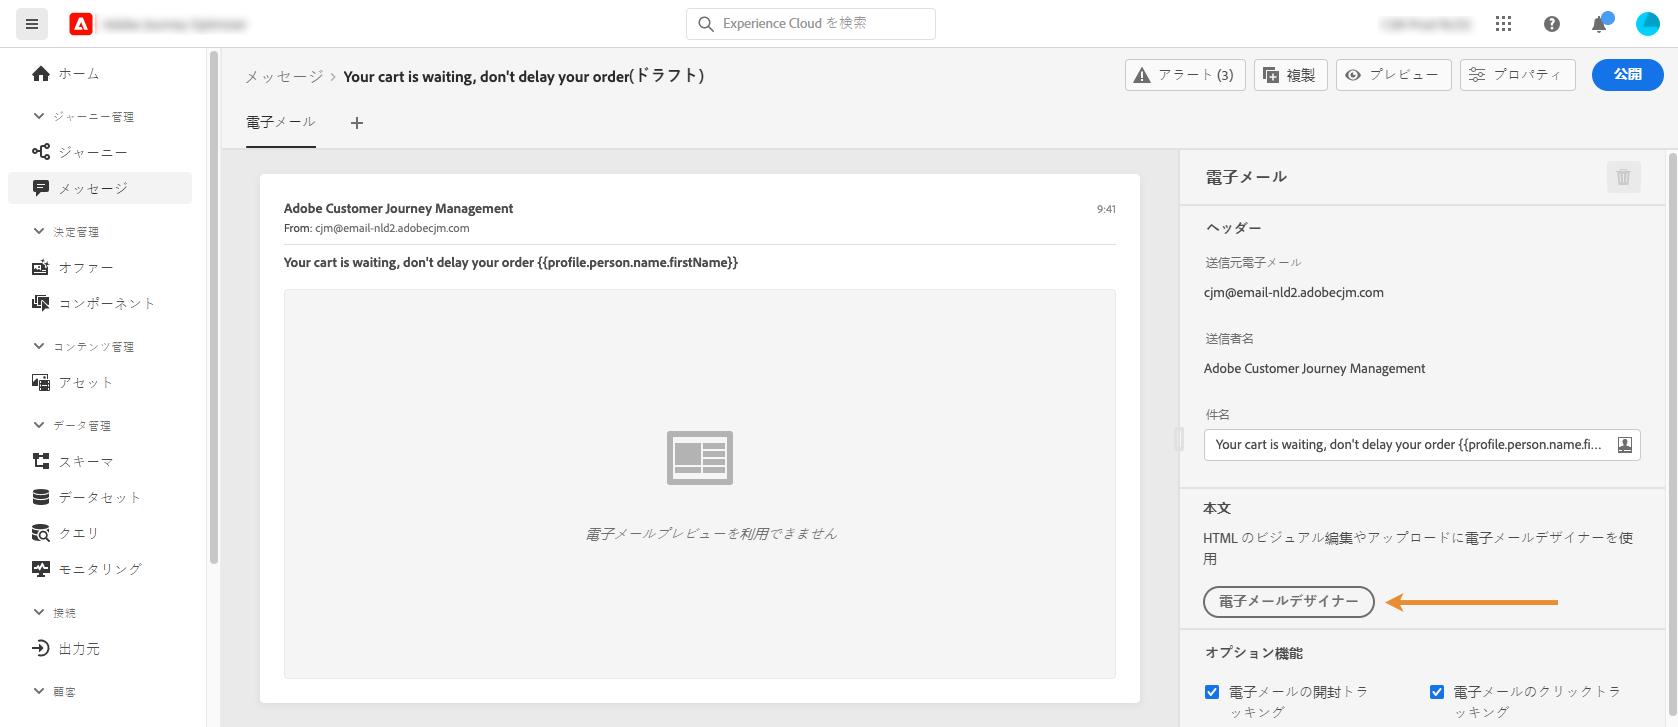 Experience Cloud を検索
ホーム
ジャーニー管理
ジャーニー
メッセージ
決定管理
オファー
コンポーネント
コンテンツ管理
アセット
データ管理
スキーマ
データセット
クエリ
モニタリング
接続
出力元
顧客
メッセージ › Your cart is waiting, don't delay your order(ドラフト)
アラート (3)
複製
プレビュー
プロパティ
公開
電子メール +
Adobe Customer Journey Management
9:41
From: cjm@email-nld2.adobecjm.com
Your cart is waiting, don't delay your order {{profile.person.name.firstName}}
電子メールプレビューを利用できません
電子メール
ヘッダー
送信元電子メール
cjm@email-nld2.adobecjm.com
送信者名
Adobe Customer Journey Management
件名
Your cart is waiting, don't delay your order {{profile.person.name.fi...
本文
HTML のビジュアル編集やアップロードに電子メールデザイナーを使
用
電子メールデザイナー
オプション機能
電子メールの開封トラ
ッキング
電子メールのクリックトラ
ッキング